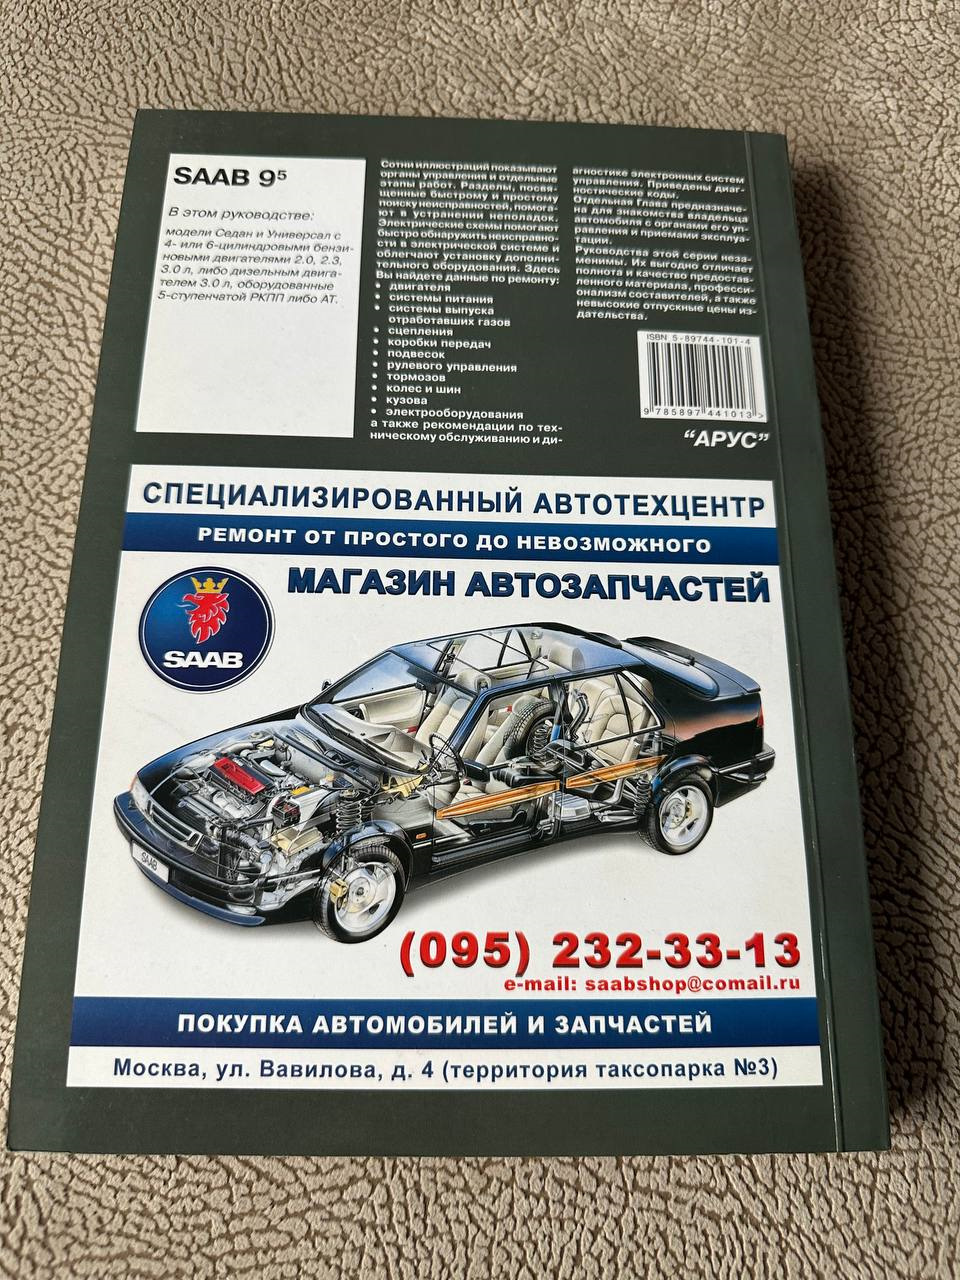 SAAB 9⁵
В этом руководстве:
модели Седан и Универсал с
4- или 6-цилиндровыми бензи-
новыми двигателями 2.0, 2.3,
3.0 л, либо дизельным двига-
телем 3.0 л, оборудованные
5-ступенчатой РКПП либо АТ.
Сотни иллюстраций показывают
органы управления и отдельные
этапы работ. Разделы, посвя-
щенные быстрому и простому
поиску неисправностей, помога-
ют в устранении неполадок.
Электрические схемы помогают
быстро обнаружить неисправно-
сти в электрической системе и
облегчают установку дополни-
тельного оборудования. Здесь
Вы найдете данные по ремонту:
• двигателя
• системы питания
• системы выпуска
отработавших газов
• сцепления
• коробки передач
• подвесок
• рулевого управления
• тормозов
• колес и шин
• кузова
• электрооборудования
а также рекомендации по тех-
ническому обслуживанию и ди-
агностике электронных систем
управления. Приведены диаг-
ностические коды.
Отдельная Глава предназначе-
на для знакомства владельца
автомобиля с органами его уп-
равления и приемами эксплуа-
тации.
Руководства этой серии неза-
менимы. Их выгодно отличает
полнота и качество предостав-
ленного материала, професси-
онализм составителей, а также
невысокие отпускные цены из-
дательства.
ISBN 5-89744-101-4
9 785897 441013 >
"АРУС"
СПЕЦИАЛИЗИРОВАННЫЙ АВТОТЕХЦЕНТР
РЕМОНТ ОТ ПРОСТОГО ДО НЕВОЗМОЖНОГО
МАГАЗИН АВТОЗАПЧАСТЕЙ
SAAB
SAAB
(095) 232-33-13
e-mail: saabshop@comail.ru
ПОКУПКА АВТОМОБИЛЕЙ И ЗАПЧАСТЕЙ
Москва, ул. Вавилова, д. 4 (территория таксопарка №3)